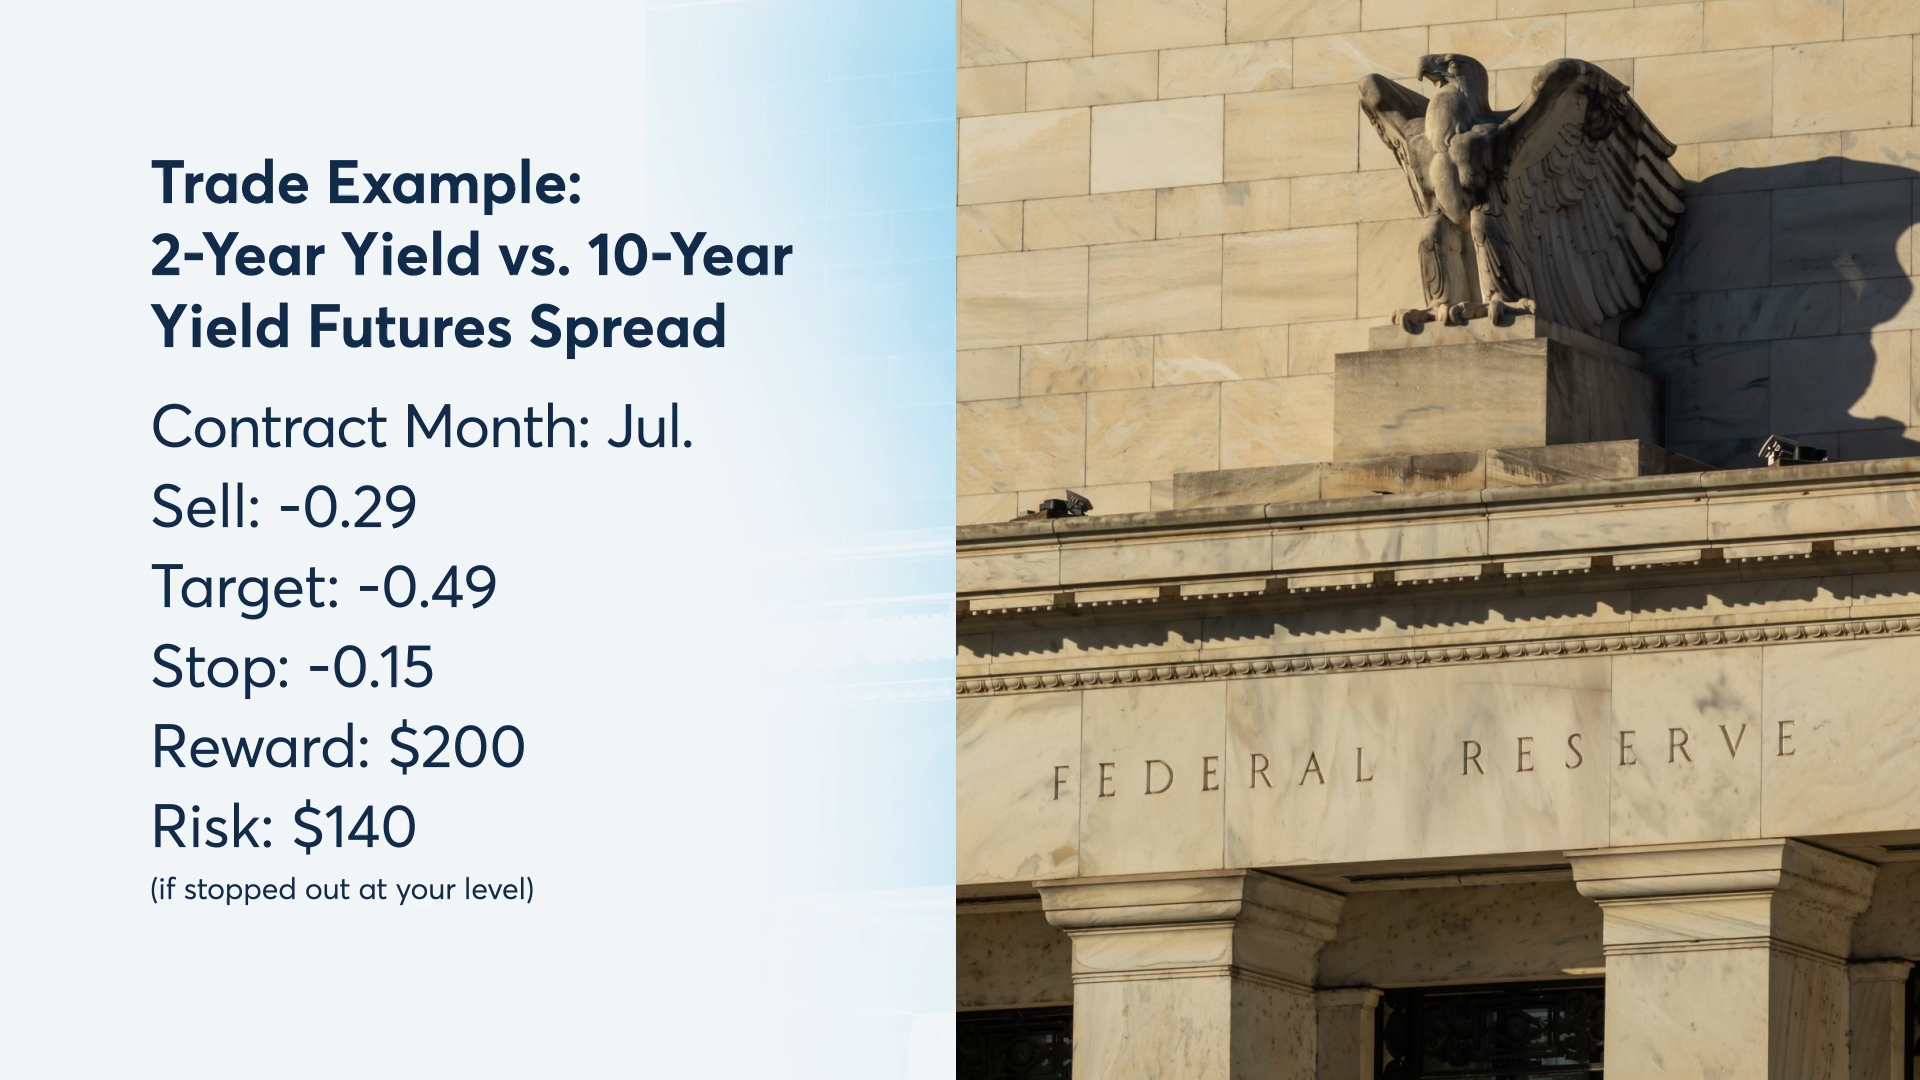 Trade Example:
2-Year Yield vs. 10-Year
Yield Futures Spread
Contract Month: Jul.
Sell: -0.29
Target: -0.49
Stop: -0.15
Reward: $200
Risk: $140
(if stopped out at your level)
FEDERAL RESERVE